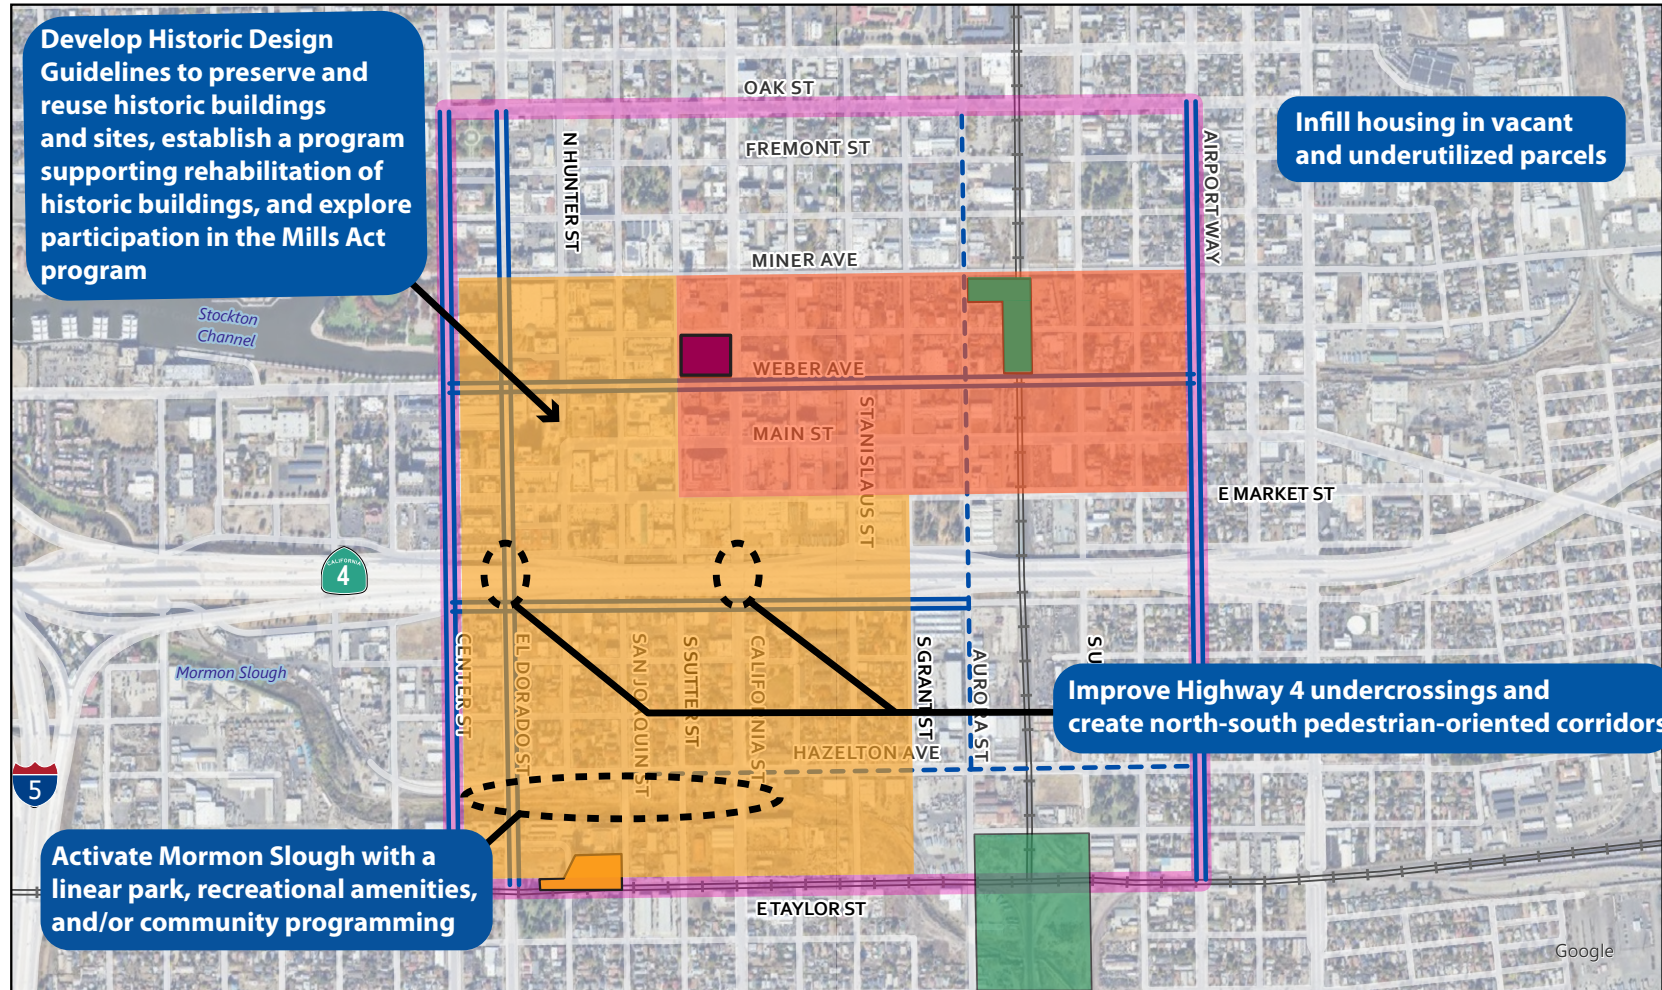 Develop Historic Design
Guidelines to preserve and
reuse historic buildings
and sites, establish a program
supporting rehabilitation of
historic buildings, and explore
participation in the Mills Act
program
Infill housing in vacant
and underutilized parcels
OAK ST
FREMONT ST
N HUNTER ST
AIRPORT WAY
MINER AVE
Stockton
Channel
WEBER AVE
STANISLAUS ST
MAIN ST
E MARKET ST
CALIFORNIA
4
CENTER ST
EL DORADO ST
SAN JOAQUIN ST
S SUTTER ST
CALIFORNIA ST
S GRANT ST
AURORA ST
S U
Mormon Slough
Improve Highway 4 undercrossings and
create north-south pedestrian-oriented corridors
HAZELTON AVE
5
Activate Mormon Slough with a
linear park, recreational amenities,
and/or community programming
E TAYLOR ST
Google